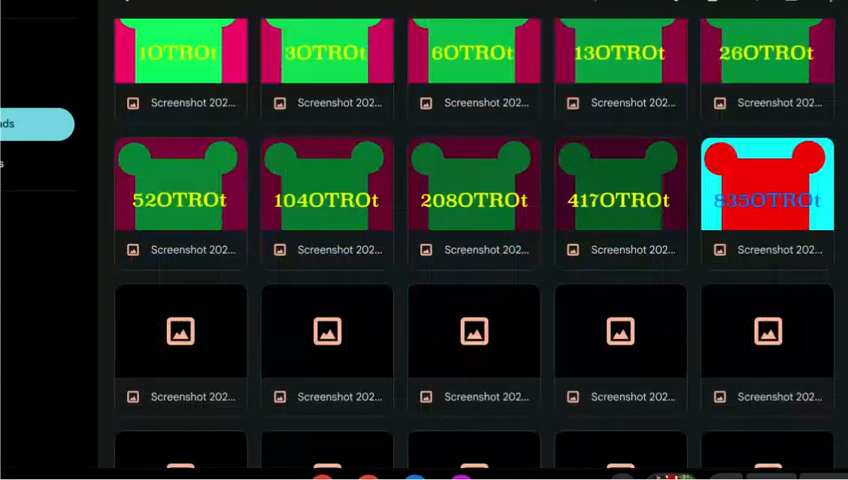 1OTROt 3OTROt 6OTROt 13OTROt 26OTROt
Screenshot 202... Screenshot 202... Screenshot 202... Screenshot 202... Screenshot 202...
52OTROt 104OTROt 208OTROt 417OTROt 835OTROt
Screenshot 202... Screenshot 202... Screenshot 202... Screenshot 202... Screenshot 202...
Screenshot 202... Screenshot 202... Screenshot 202... Screenshot 202... Screenshot 202...